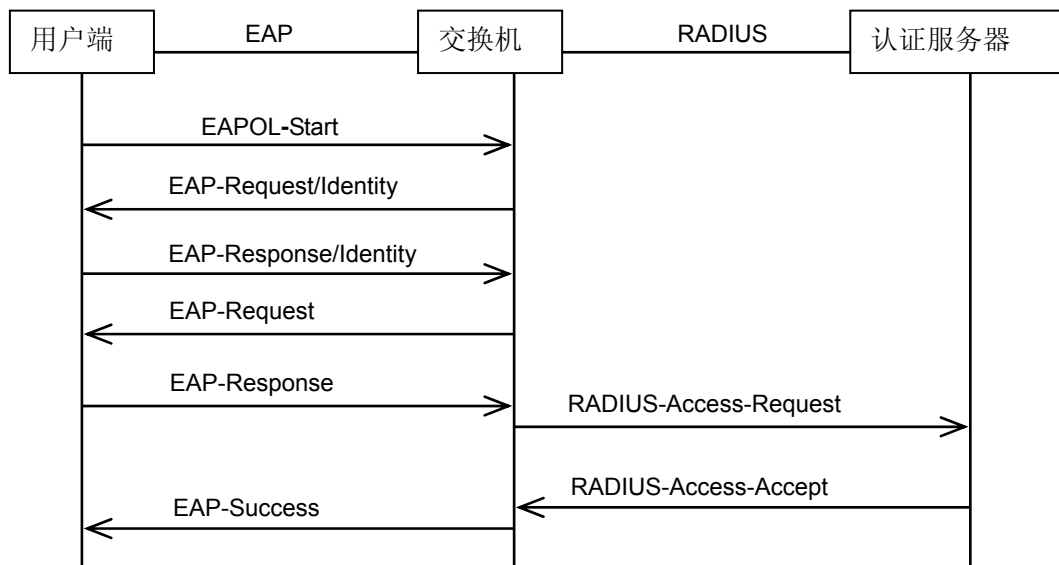 用户端
EAP
交换机
RADIUS
认证服务器
EAPOL-Start
EAP-Request/Identity
EAP-Response/Identity
EAP-Request
EAP-Response
RADIUS-Access-Request
RADIUS-Access-Accept
EAP-Success